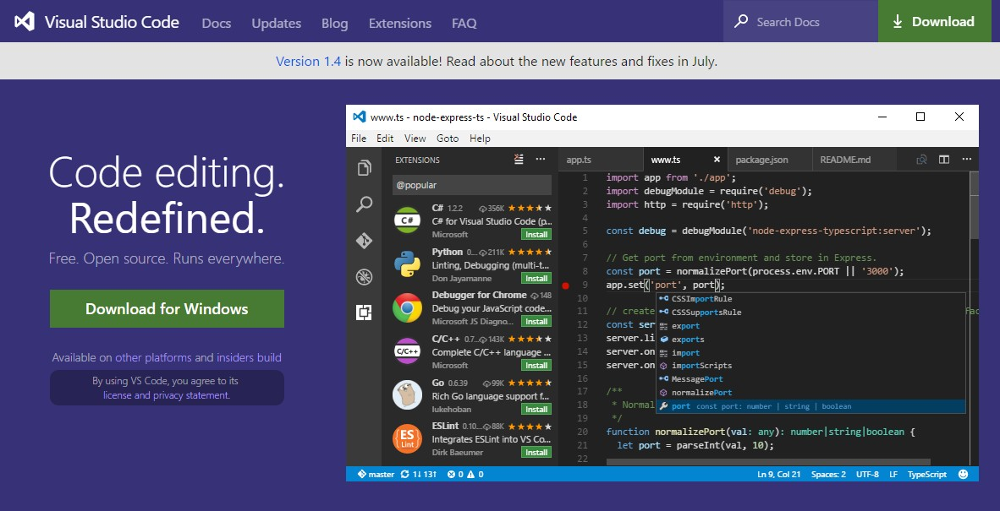 Visual Studio Code Docs Updates Blog Extensions FAQ Search Docs Download
Version 1.4 is now available! Read about the new features and fixes in July.
Code editing.
Redefined.
Free. Open source. Runs everywhere.
Download for Windows
Available on other platforms and insiders build
By using VS Code, you agree to its
license and privacy statement.
www.ts - node-express-ts - Visual Studio Code
File Edit View Goto Help
EXTENSIONS
@popular
C# 1.2.2 356K
C# for Visual Studio Code (p...
Microsoft Install
Python 0.... 211K
Linting, Debugging (multi-t...
Don Jayamanne Install
Debugger for Chrome 148
Debug your JavaScript code...
Microsoft JS Diagno... Install
C/C++ 0.7... 143K
Complete C/C++ language ...
Microsoft Install
Go 0.6.39 99K
Rich Go language support f...
lukehoban Install
ESLint 0.10... 88K
Integrates ESLint into VS Co...
Dirk Baeumer Install
C#
C/C++
ES
Lint
app.ts www.ts package.json README.md
1 import app from './app';
2 import debugModule = require('debug');
3 import http = require('http');
4
5 const debug = debugModule('node-express-typescript:server');
6
7 // Get port from environment and store in Express.
8 const port = normalizePort(process.env.PORT || '3000');
9 app.set('port', port);
10
11 // create Fac
12 const ser
13 server.li
14 server.on
15 server.on
16
17 /**
18 * Normal
19 */
20 function normalizePort(val: any): number|string|boolean {
21 let port = parseInt(val, 10);
22
CSSImportRule
CSSSupportsRule
export
exports
import
importScripts
MessagePort
normalizePort
port const port: number | string | boolean
master 1↓ 13↑ 0 0 Ln 9, Col 21 Spaces: 2 UTF-8 LF TypeScript